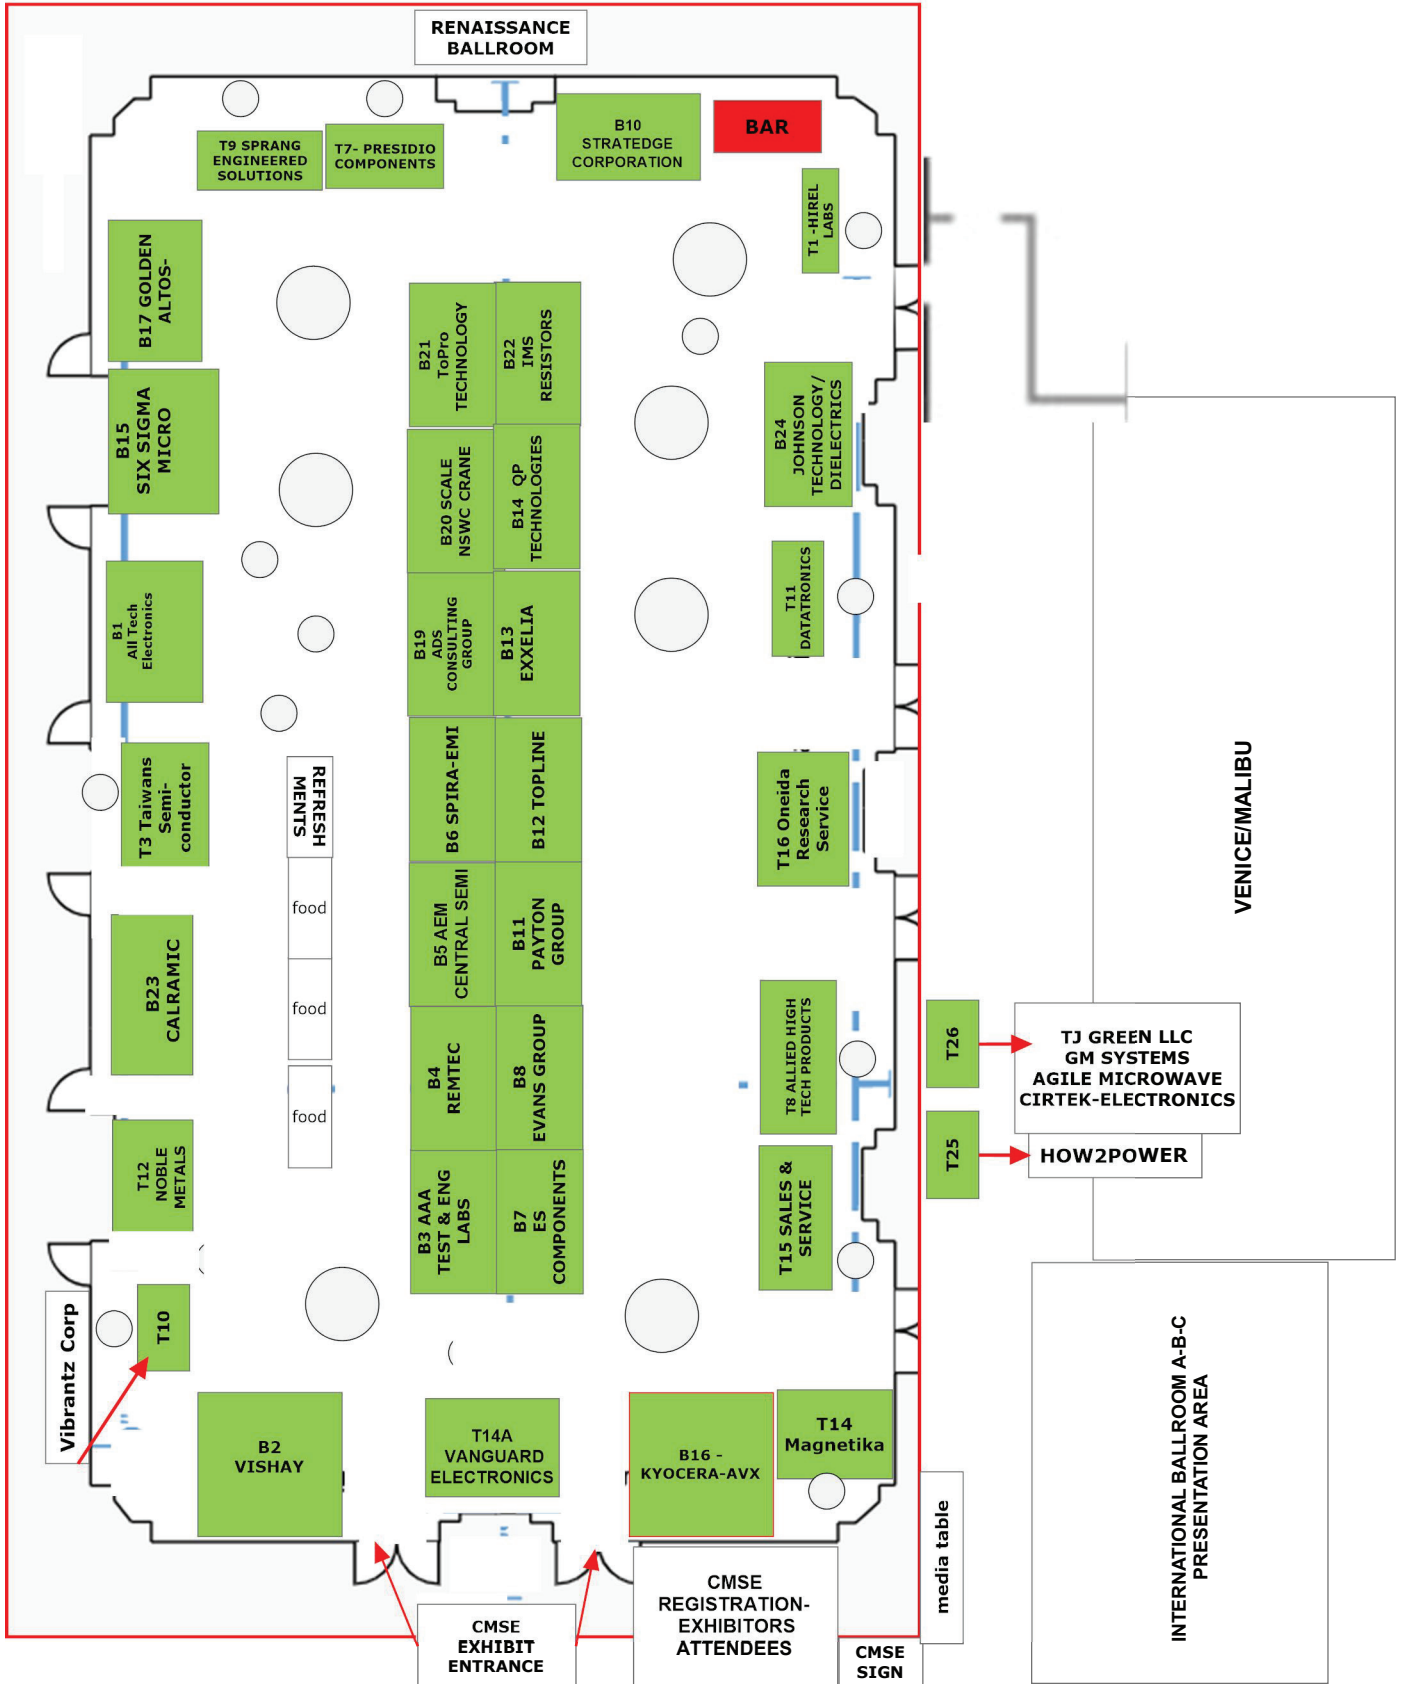 RENAISSANCE
BALLROOM
T9 SPRANG
ENGINEERED
SOLUTIONS
T7- PRESIDIO
COMPONENTS
B10
STRATEDGE
CORPORATION
BAR
T1 -HIREL
LABS
B17 GOLDEN
ALTOS-
B21
ToPro
TECHNOLOGY
B22
IMS
RESISTORS
B15
SIX SIGMA
MICRO
B20 SCALE
NSWC CRANE
B14 QP
TECHNOLOGIES
B24
JOHNSON
TECHNOLOGY/
DIELECTRICS
B1
All Tech
Electronics
B19
ADS
CONSULTING
GROUP
B13
EXXELIA
T11
DATATRONICS
T3 Taiwans
Semi-
conductor
REFRESH
MENTS
B6 SPIRA-EMI
B12 TOPLINE
T16 Oneida
Research
Service
VENICE/MALIBU
food
food
food
B5 AEM
CENTRAL SEMI
B11
PAYTON
GROUP
B23
CALRAMIC
B4
REMTEC
B8
EVANS GROUP
T8 ALLIED HIGH
TECH PRODUCTS
T26
TJ GREEN LLC
GM SYSTEMS
AGILE MICROWAVE
CIRTEK-ELECTRONICS
T25
HOW2POWER
T12
NOBLE
METALS
B3 AAA
TEST & ENG
LABS
B7
ES
COMPONENTS
T15 SALES &
SERVICE
T10
Vibrantz Corp
B2
VISHAY
T14A
VANGUARD
ELECTRONICS
B16 -
KYOCERA-AVX
T14
Magnetika
INTERNATIONAL BALLROOM A-B-C
PRESENTATION AREA
media table
CMSE
EXHIBIT
ENTRANCE
CMSE
REGISTRATION-
EXHIBITORS
ATTENDEES
CMSE
SIGN